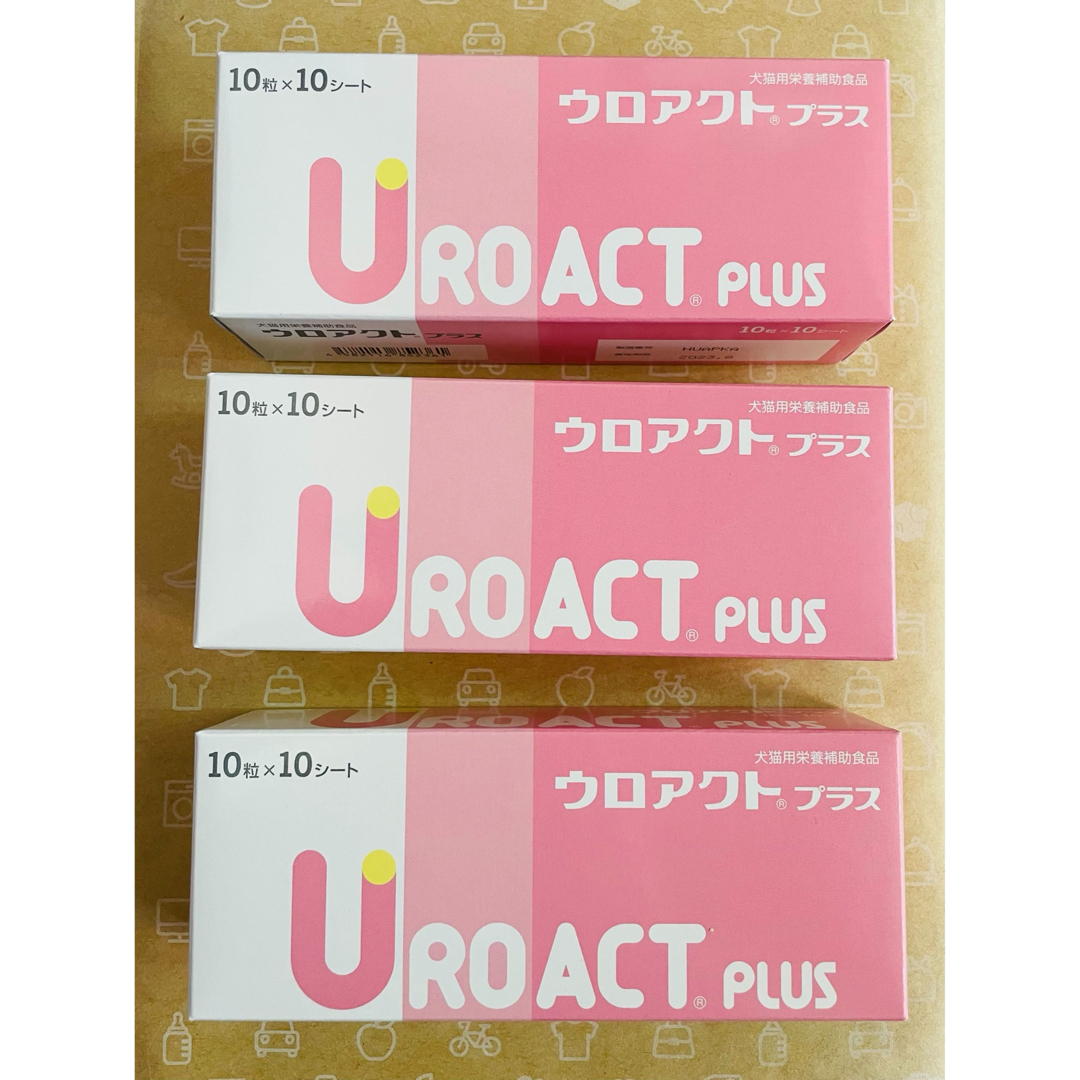 10粒×10シート
犬猫用栄養補助食品
ウロアクト® プラス
UROACT® PLUS
犬猫用栄養補助食品
ウロアクト プラス
10粒×10シート
HUAPKA
2023.8
10粒×10シート
犬猫用栄養補助食品
ウロアクト® プラス
UROACT® PLUS
UROACT PLUS
10粒×10シート
犬猫用栄養補助食品
ウロアクト® プラス
UROACT® PLUS